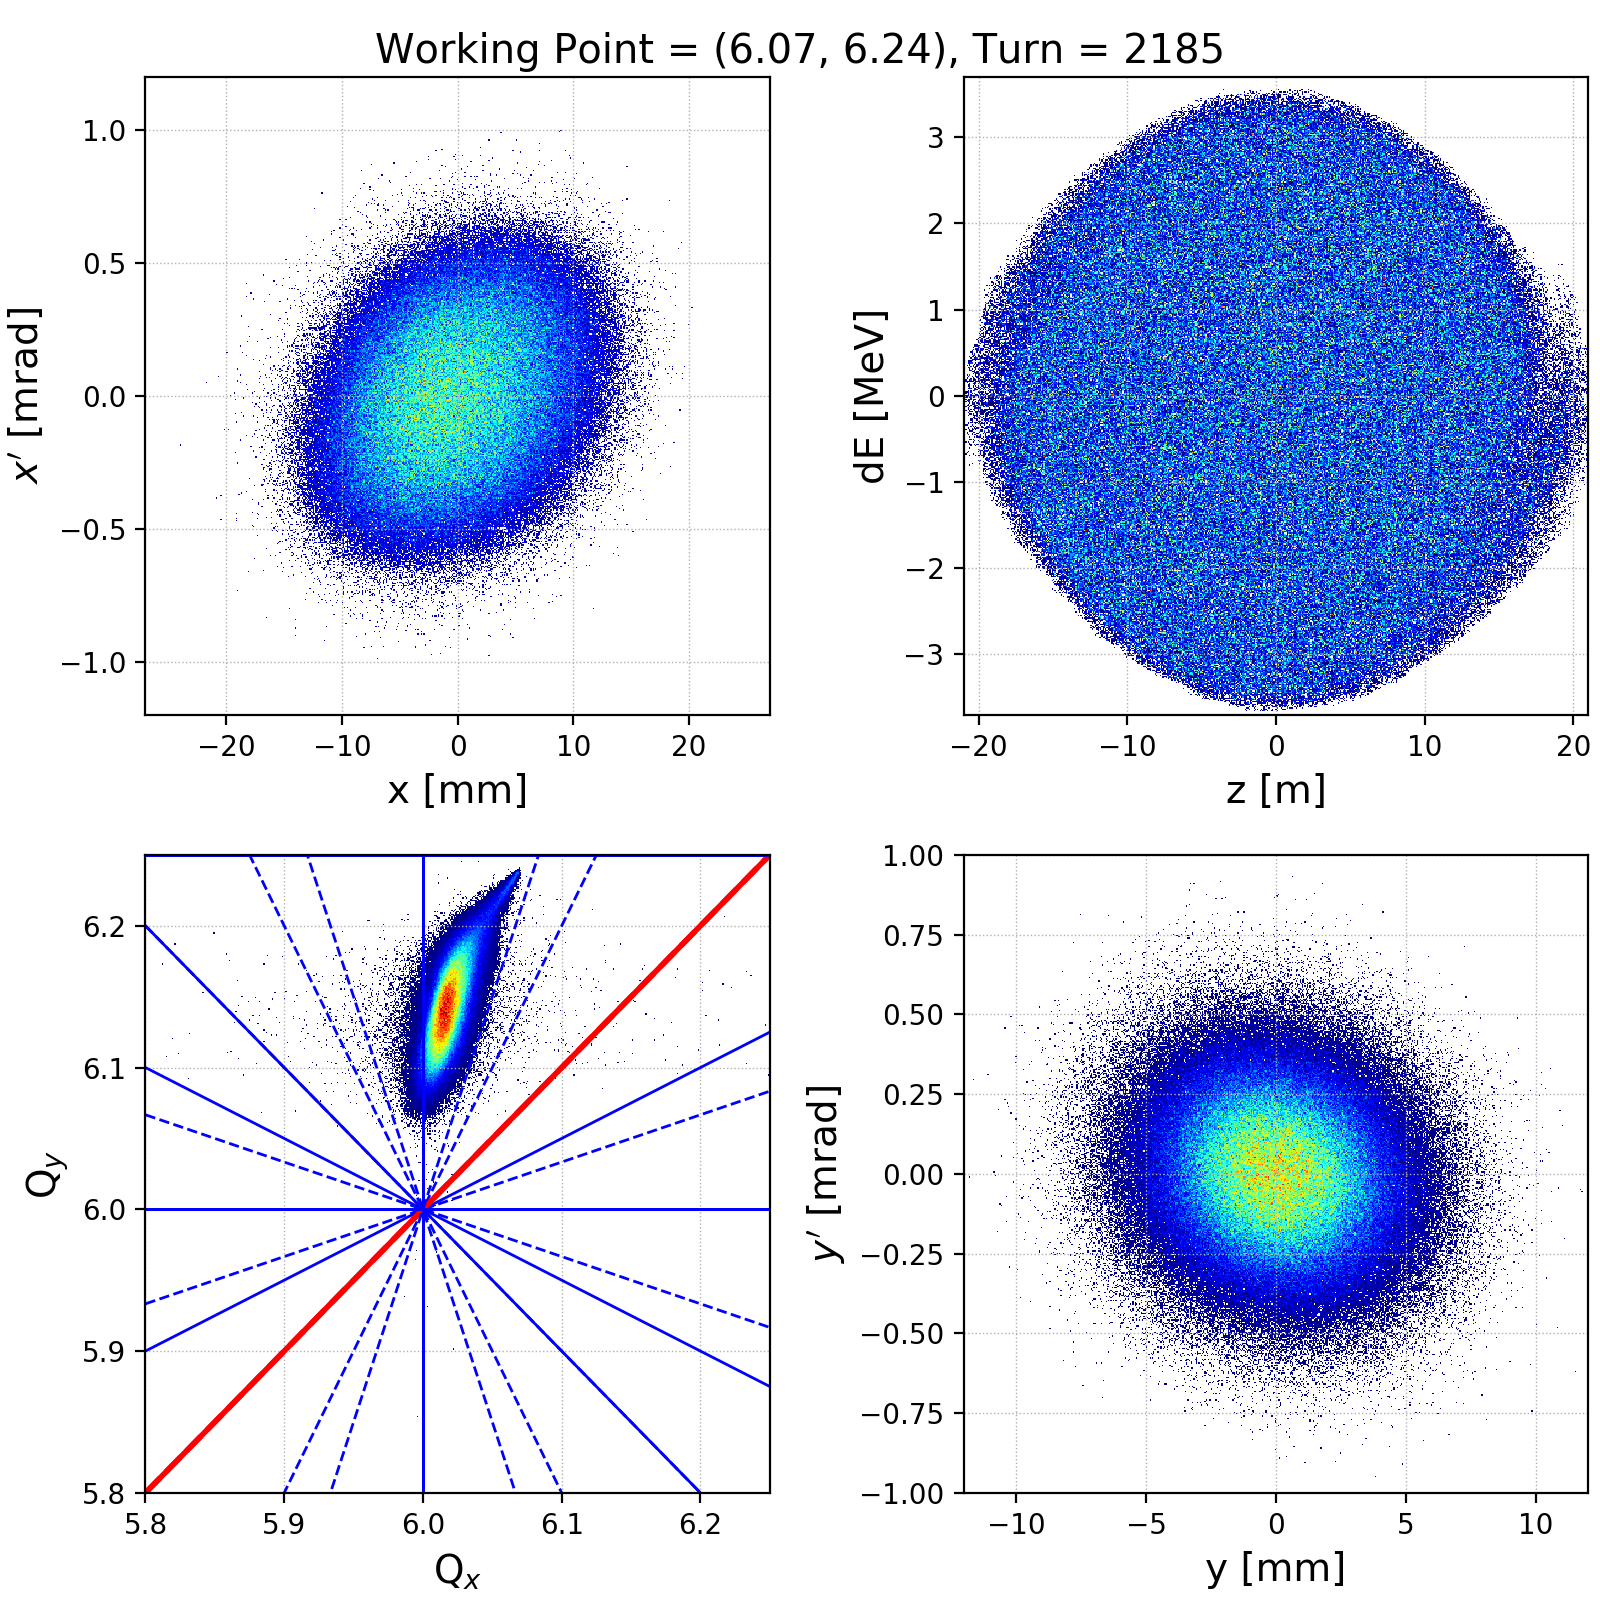 Working Point = (6.07, 6.24), Turn = 2185
1.0
0.5
0.0
−0.5
−1.0
x′ [mrad]
−20 −10 0 10 20
x [mm]
3
2
1
0
−1
−2
−3
dE [MeV]
−20 −10 0 10 20
z [m]
6.2
6.1
6.0
5.9
5.8
Qy
5.8 5.9 6.0 6.1 6.2
Qx
1.00
0.75
0.50
0.25
0.00
−0.25
−0.50
−0.75
−1.00
y′ [mrad]
−10 −5 0 5 10
y [mm]